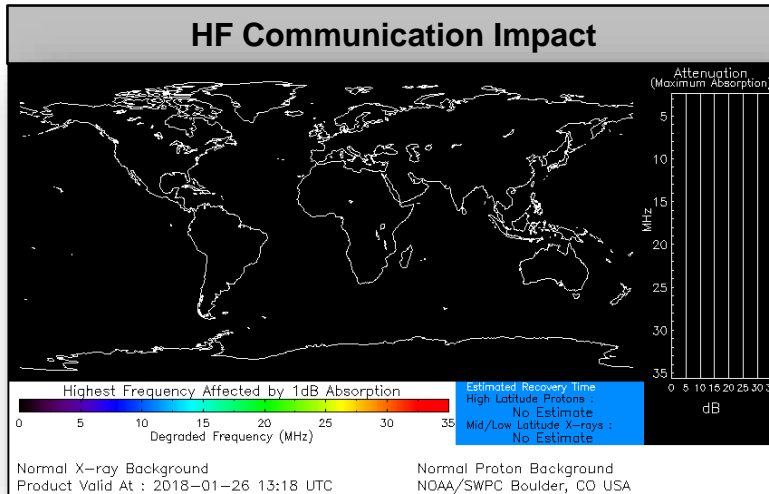 HF Communication Impact
Attenuation
(Maximum Absorption)
5
10
15
20
25
30
35
MHz
0 5 10 15 20 25 30 3
dB
Highest Frequency Affected by 1dB Absorption
0 5 10 15 20 25 30 35
Degraded Frequency (MHz)
Estimated Recovery Time
High Latitude Protons :
No Estimate
Mid/Low Latitude X-rays :
No Estimate
Normal X-ray Background
Product Valid At : 2018-01-26 13:18 UTC
Normal Proton Background
NOAA/SWPC Boulder, CO USA